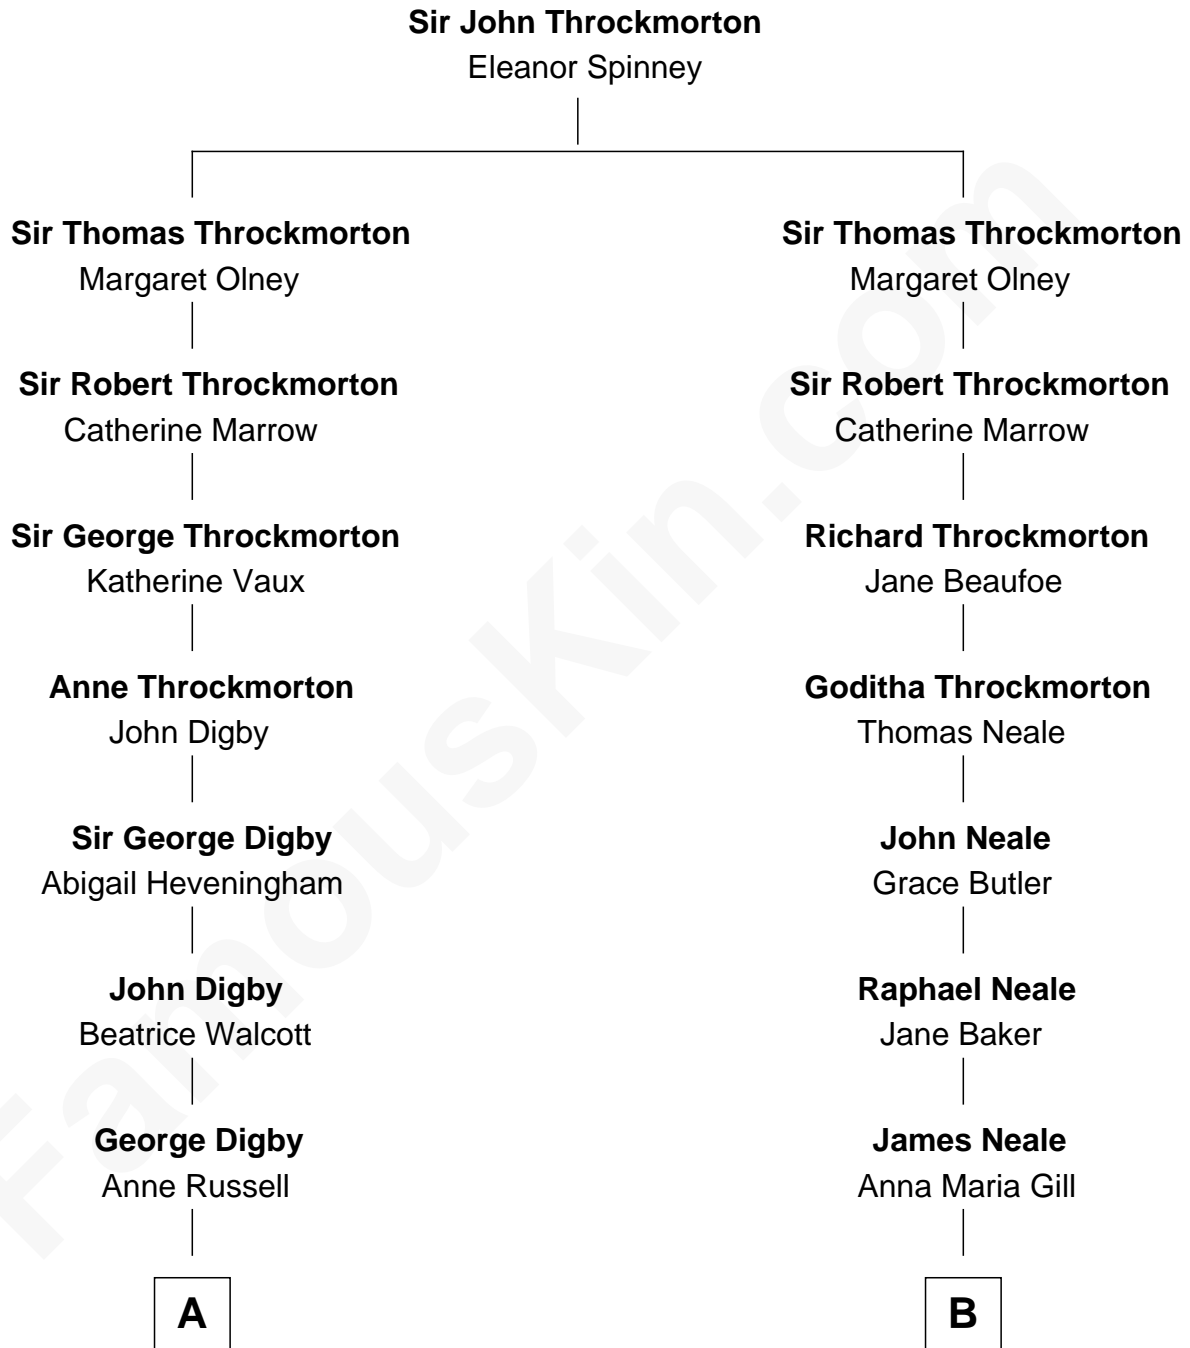 Sir John Throckmorton
Eleanor Spinney
Sir Thomas Throckmorton
Margaret Olney
Sir Robert Throckmorton
Catherine Marrow
Sir George Throckmorton
Katherine Vaux
Anne Throckmorton
John Digby
Sir George Digby
Abigail Heveningham
John Digby
Beatrice Walcott
George Digby
Anne Russell
A
Sir Thomas Throckmorton
Margaret Olney
Sir Robert Throckmorton
Catherine Marrow
Richard Throckmorton
Jane Beaufoe
Goditha Throckmorton
Thomas Neale
John Neale
Grace Butler
Raphael Neale
Jane Baker
James Neale
Anna Maria Gill
B
FamousKin.com